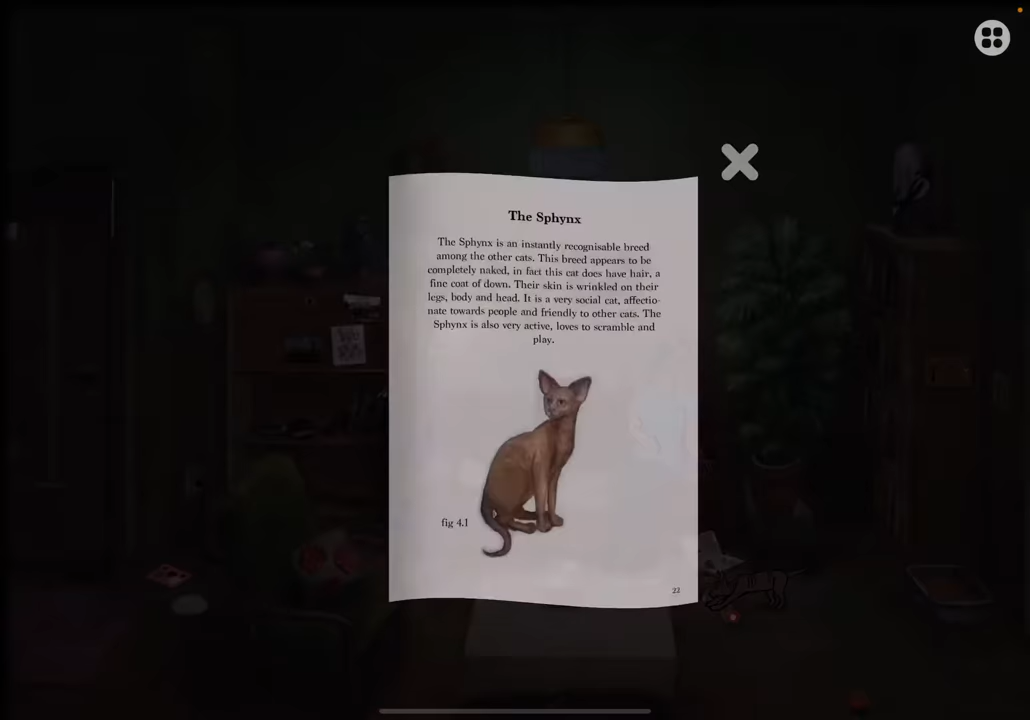 The Sphynx
The Sphynx is an instantly recognisable breed
among the other cats. This breed appears to be
completely naked, in fact this cat does have hair, a
fine coat of down. Their skin is wrinkled on their
legs, body and head. It is a very social cat, affectio-
nate towards people and friendly to other cats. The
Sphynx is also very active, loves to scramble and
play.
fig 4.1
22